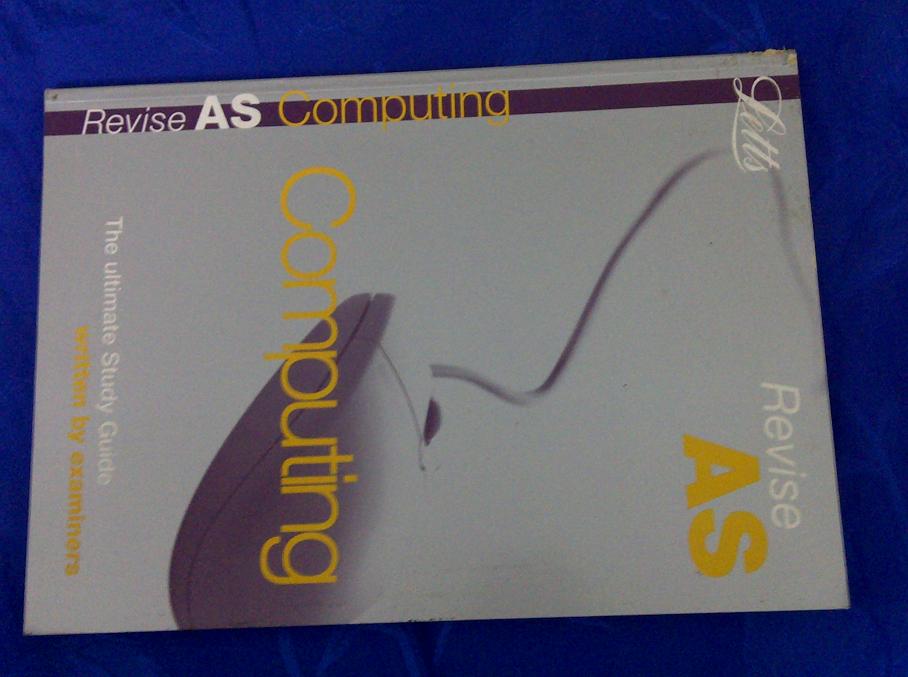 Revise AS Computing
Letts
Revise
AS
Computing
The ultimate Study Guide
written by examiners